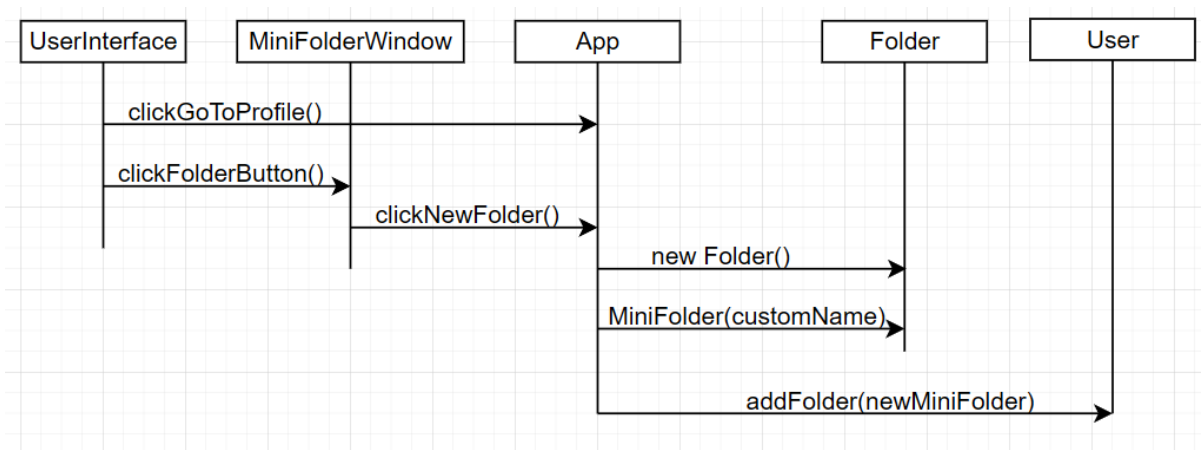 UserInterface
MiniFolderWindow
App
Folder
User
clickGoToProfile()
clickFolderButton()
clickNewFolder()
new Folder()
MiniFolder(customName)
addFolder(newMiniFolder)